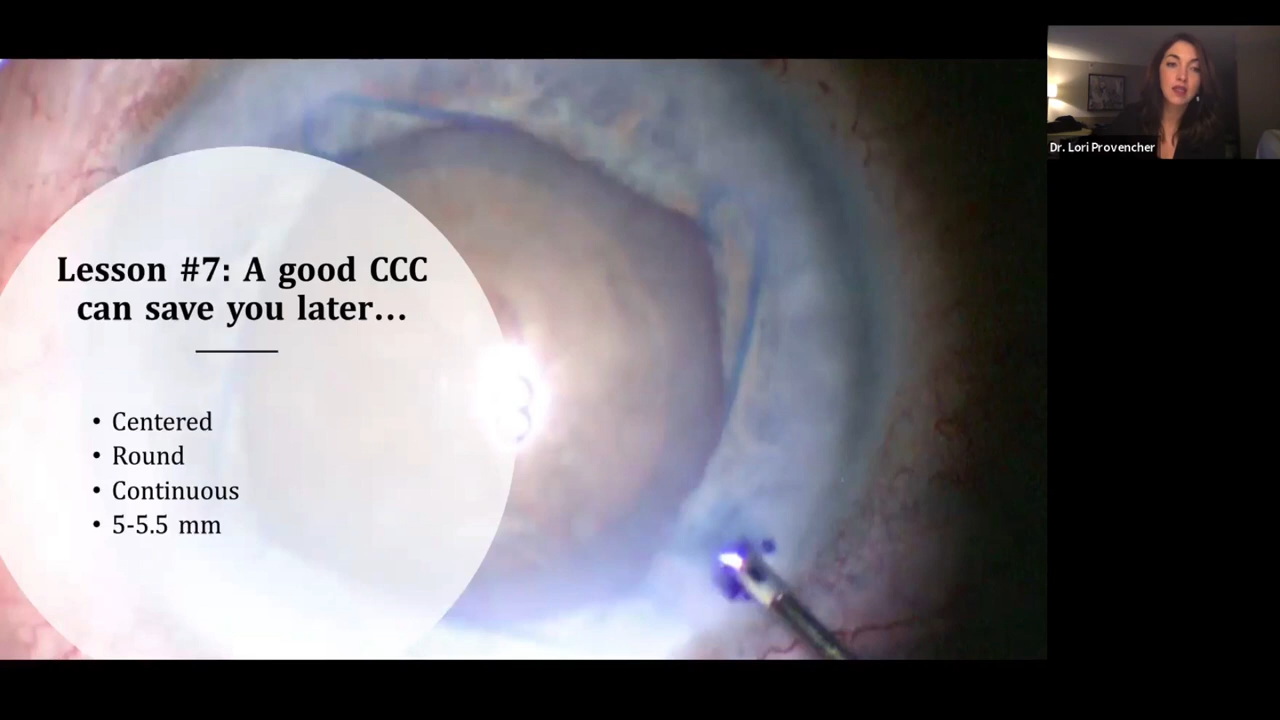 Lesson #7: A good CCC
can save you later...
• Centered
• Round
• Continuous
• 5-5.5 mm
Dr. Lori Provencher